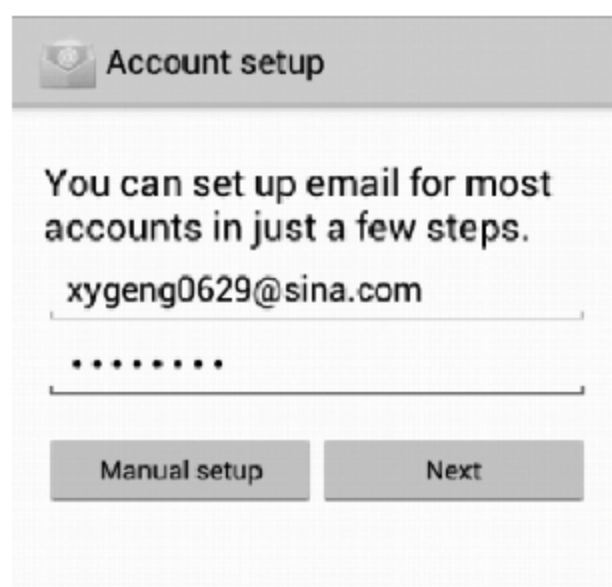 Account setup
You can set up email for most
accounts in just a few steps.
xygeng0629@sina.com
••••••••
Manual setup
Next